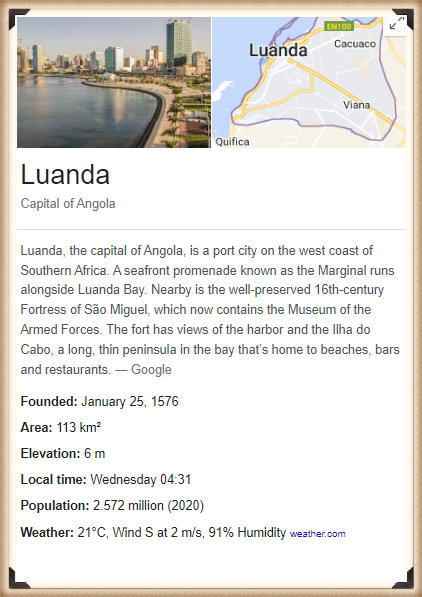 EN100
Luanda
Cacuaco
Viana
Quifica
Luanda
Capital of Angola
Luanda, the capital of Angola, is a port city on the west coast of
Southern Africa. A seafront promenade known as the Marginal runs
alongside Luanda Bay. Nearby is the well-preserved 16th-century
Fortress of São Miguel, which now contains the Museum of the
Armed Forces. The fort has views of the harbor and the Ilha do
Cabo, a long, thin peninsula in the bay that's home to beaches, bars
and restaurants. — Google
Founded: January 25, 1576
Area: 113 km²
Elevation: 6 m
Local time: Wednesday 04:31
Population: 2.572 million (2020)
Weather: 21°C, Wind S at 2 m/s, 91% Humidity weather.com